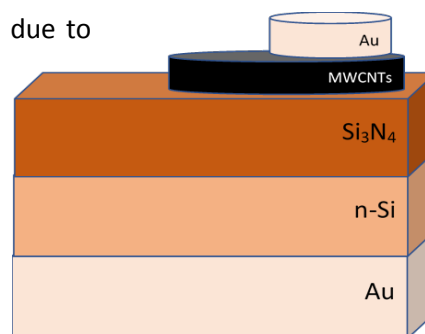 due to
Au
MWCNTs
Si₃N₄
n-Si
Au